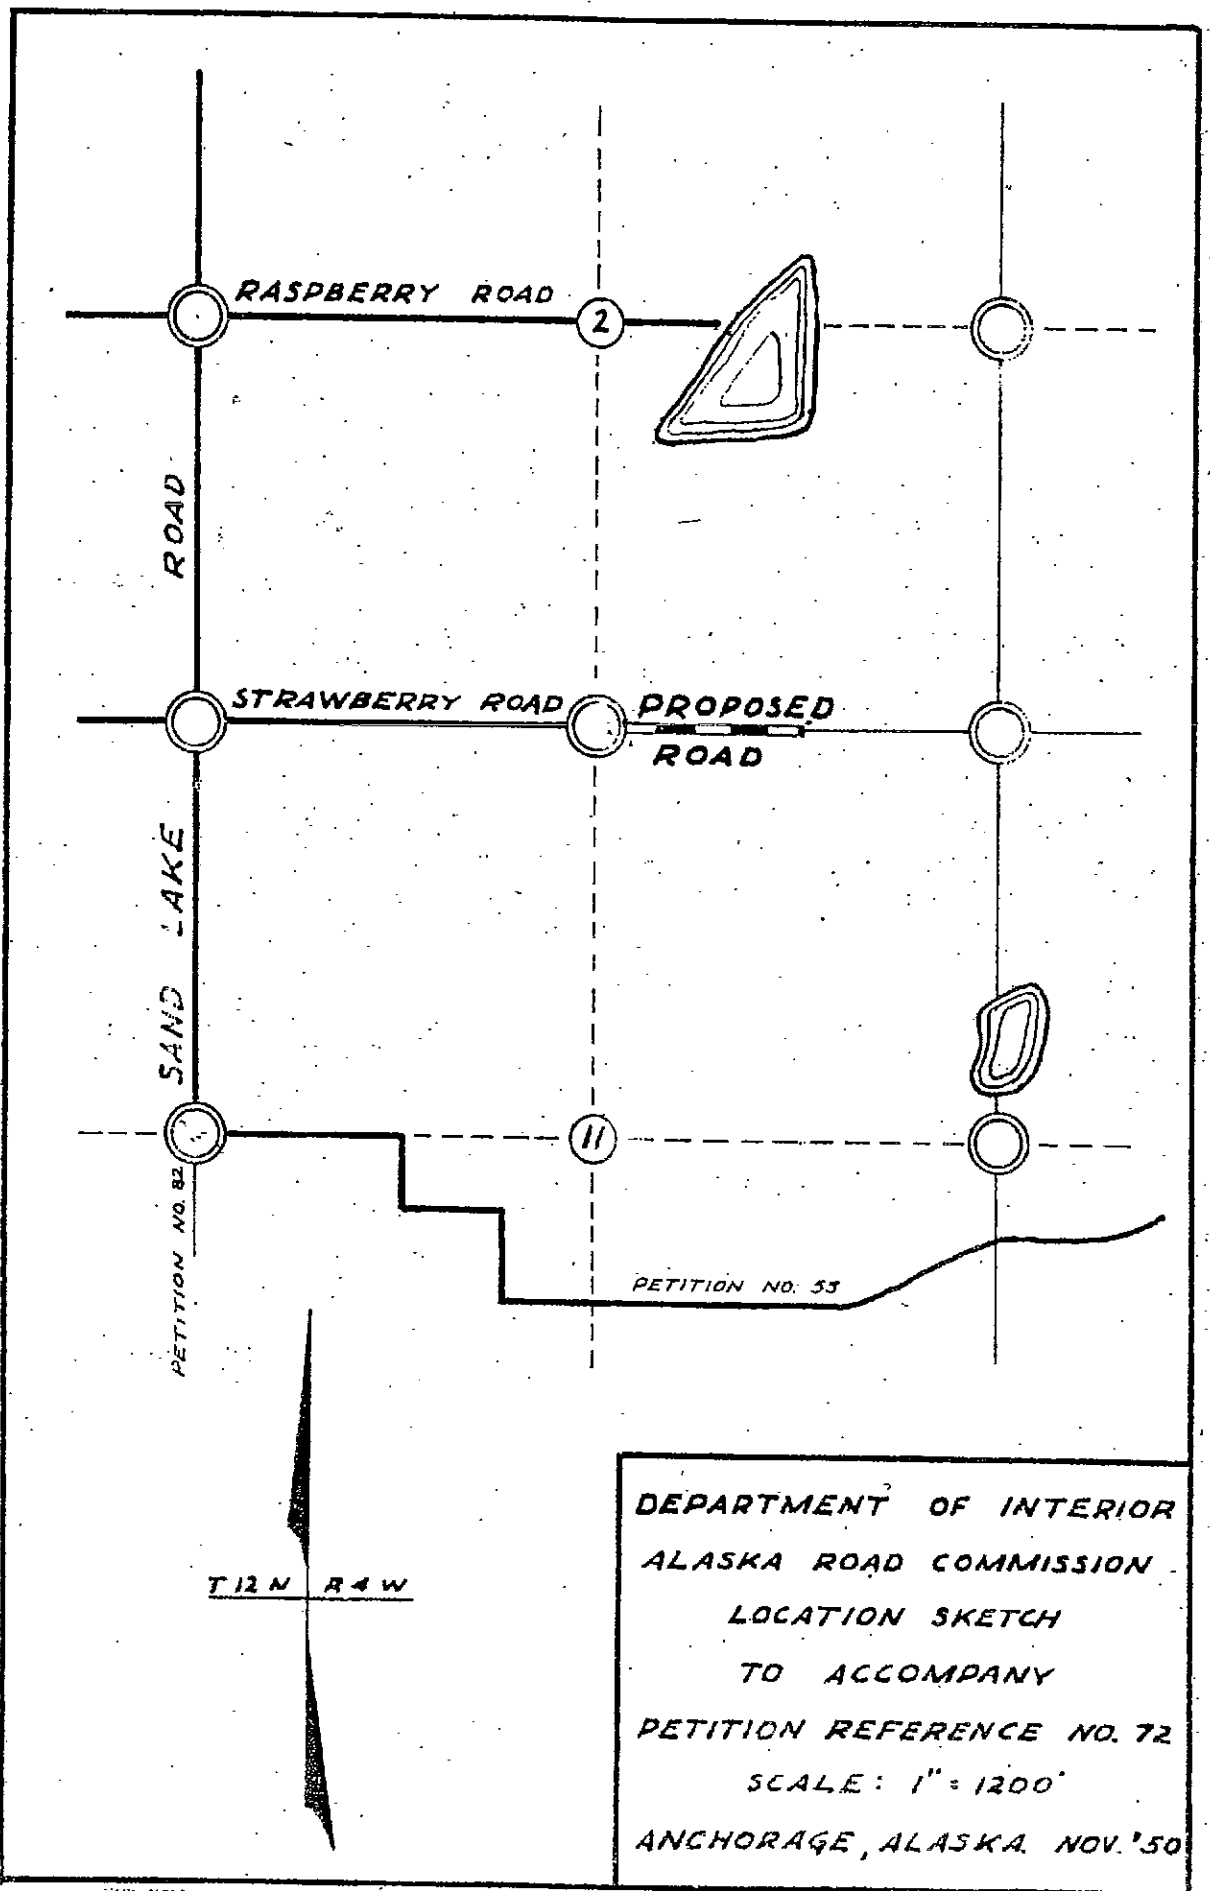 RASPBERRY ROAD
2
ROAD
STRAWBERRY ROAD
PROPOSED
ROAD
SAND LAKE
11
PETITION NO. 82
PETITION NO. 55
T 12 N R 4 W
DEPARTMENT OF INTERIOR
ALASKA ROAD COMMISSION
LOCATION SKETCH
TO ACCOMPANY
PETITION REFERENCE NO. 72
SCALE: 1" = 1200'
ANCHORAGE, ALASKA. NOV. '50